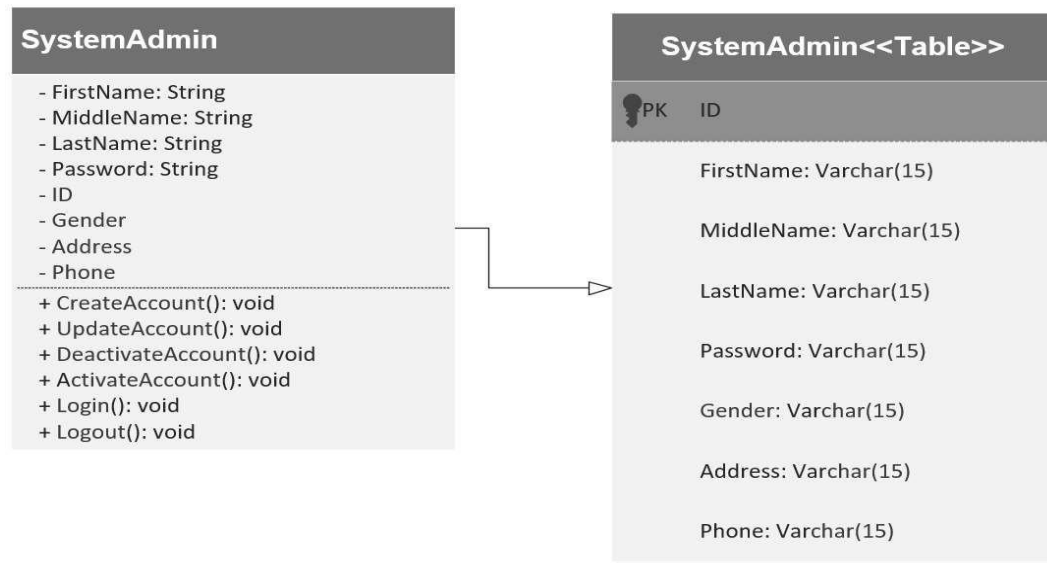 SystemAdmin
- FirstName: String
- MiddleName: String
- LastName: String
- Password: String
- ID
- Gender
- Address
- Phone
+ CreateAccount(): void
+ UpdateAccount(): void
+ DeactivateAccount(): void
+ ActivateAccount(): void
+ Login(): void
+ Logout(): void
SystemAdmin<<Table>>
PK ID
FirstName: Varchar(15)
MiddleName: Varchar(15)
LastName: Varchar(15)
Password: Varchar(15)
Gender: Varchar(15)
Address: Varchar(15)
Phone: Varchar(15)